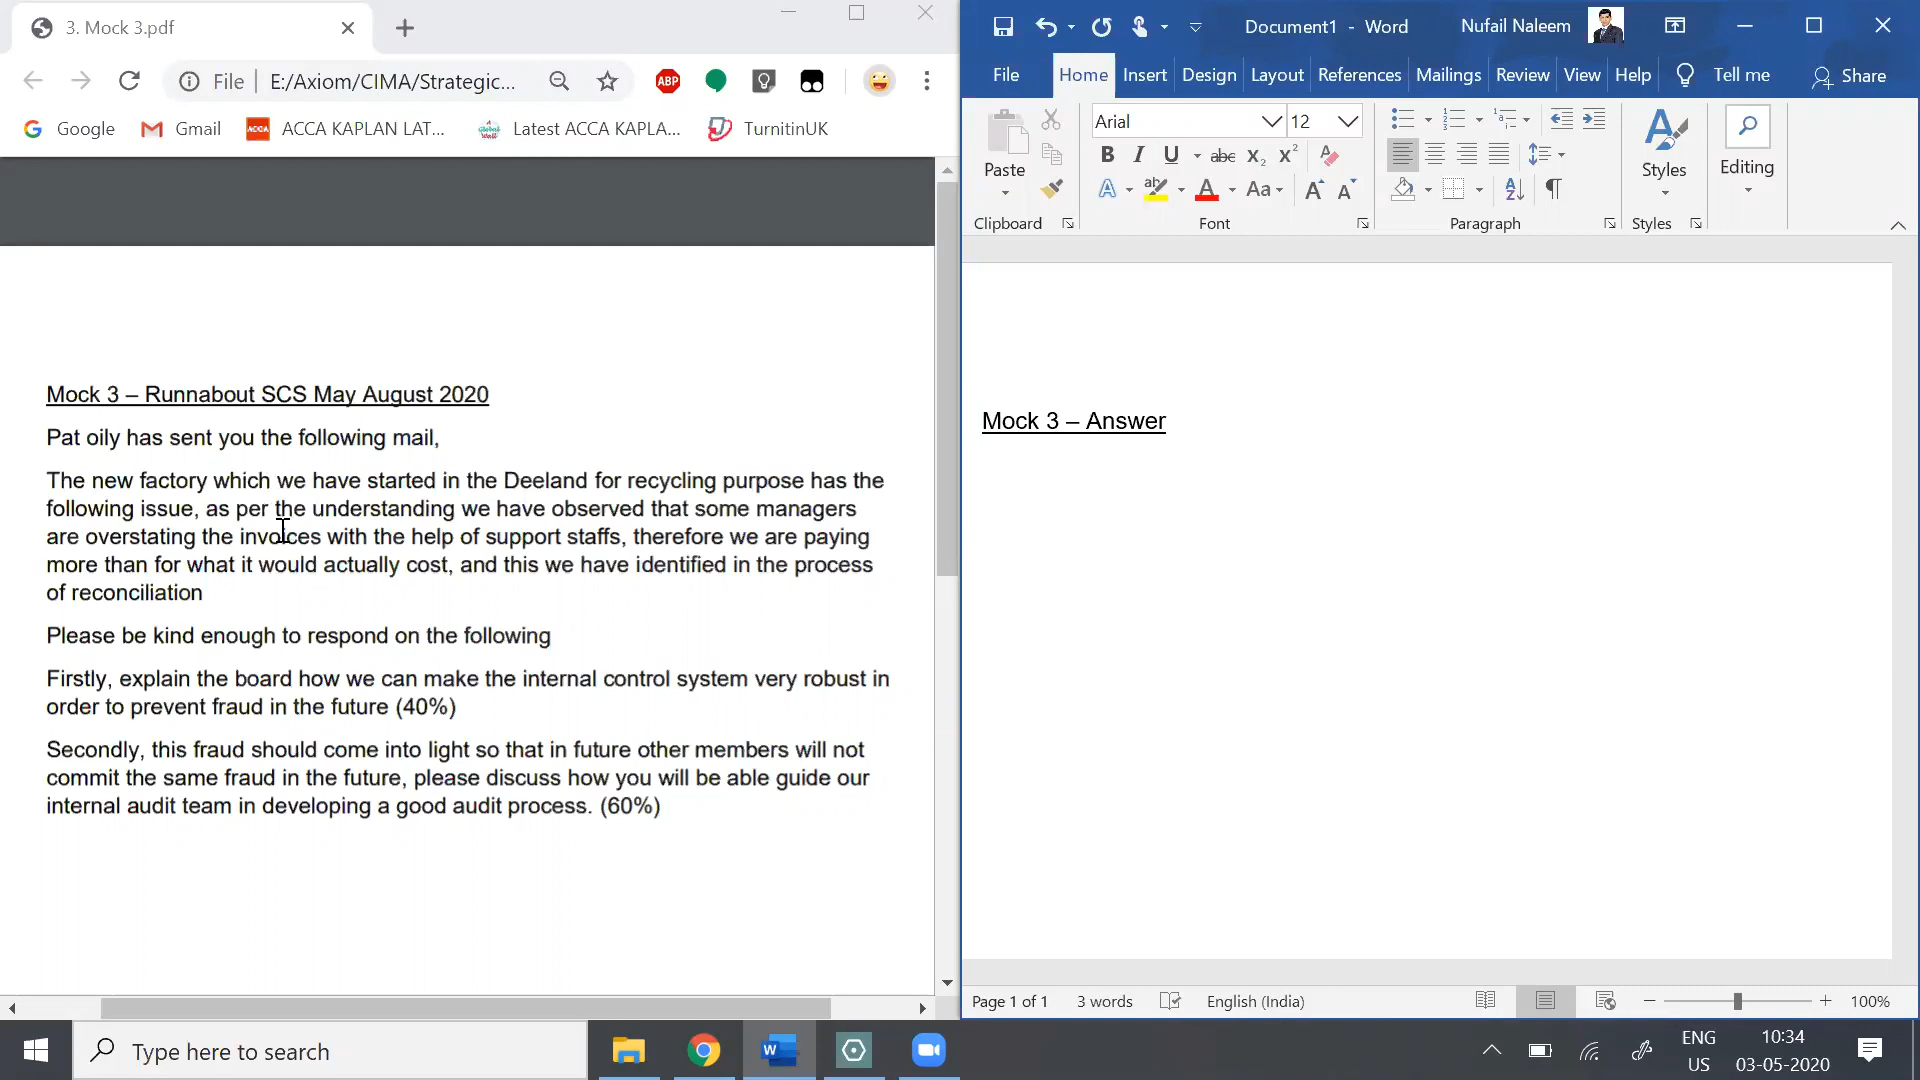 3. Mock 3.pdf
File E:/Axiom/CIMA/Strategic...
ABP
Google Gmail ACCA ACCA KAPLAN LAT... Latest ACCA KAPLA... TurnitinUK
Mock 3 – Runnabout SCS May August 2020
Pat oily has sent you the following mail,
The new factory which we have started in the Deeland for recycling purpose has the
following issue, as per the understanding we have observed that some managers
are overstating the invoices with the help of support staffs, therefore we are paying
more than for what it would actually cost, and this we have identified in the process
of reconciliation
Please be kind enough to respond on the following
Firstly, explain the board how we can make the internal control system very robust in
order to prevent fraud in the future (40%)
Secondly, this fraud should come into light so that in future other members will not
commit the same fraud in the future, please discuss how you will be able guide our
internal audit team in developing a good audit process. (60%)
Document1 - Word Nufail Naleem
File Home Insert Design Layout References Mailings Review View Help Tell me Share
Arial 12
Paste Styles Editing
Clipboard Font Paragraph Styles
Mock 3 – Answer
Page 1 of 1 3 words English (India) 100%
Type here to search
ENG 10:34
US 03-05-2020